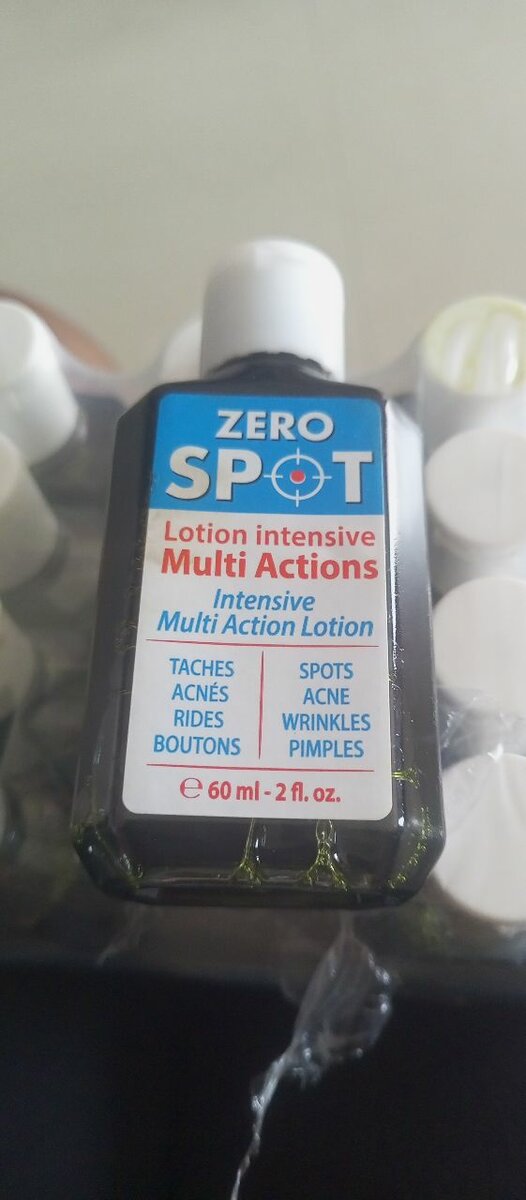 ZERO
SPOT
Lotion intensive
Multi Actions
Intensive
Multi Action Lotion
TACHES
ACNÉS
RIDES
BOUTONS
SPOTS
ACNE
WRINKLES
PIMPLES
℮ 60 ml - 2 fl. oz.